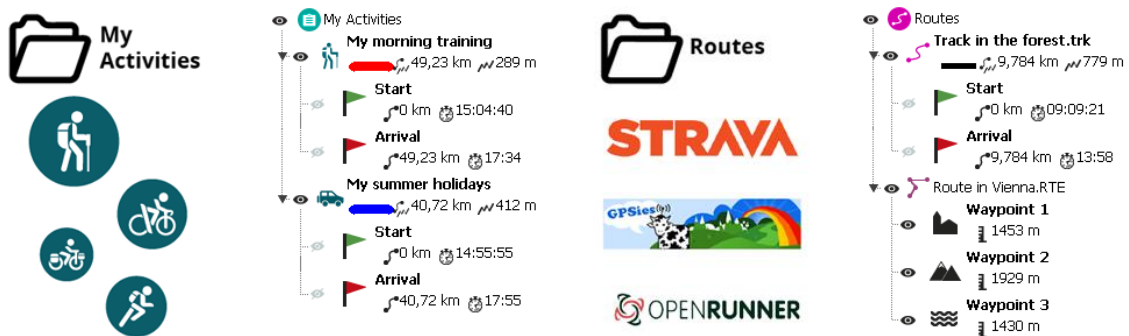 My
Activities
My Activities
My morning training
49,23 km 289 m
Start
0 km 15:04:40
Arrival
49,23 km 17:34
My summer holidays
40,72 km 412 m
Start
0 km 14:55:55
Arrival
40,72 km 17:55
Routes
STRAVA
GPSies
OPENRUNNER
Routes
Track in the forest.trk
9,784 km 779 m
Start
0 km 09:09:21
Arrival
9,784 km 13:58
Route in Vienna.RTE
Waypoint 1
1453 m
Waypoint 2
1929 m
Waypoint 3
1430 m